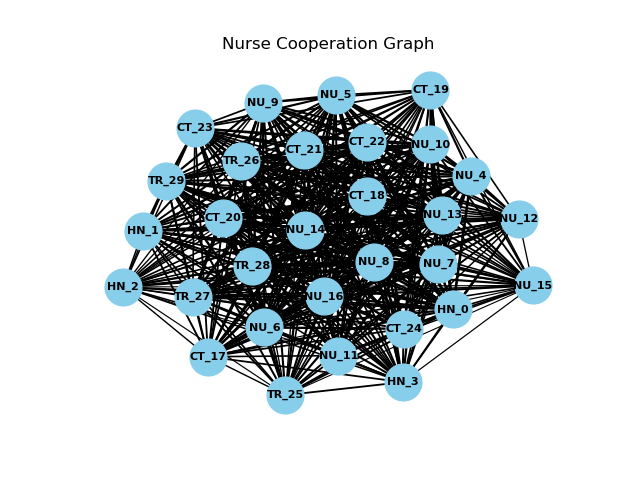 Nurse Cooperation Graph
CT_19
NU_5
NU_9
CT_23
CT_22
NU_10
CT_21
TR_26
NU_4
TR_29
CT_18
NU_13
CT_20
NU_12
NU_14
HN_1
NU_8
NU_7
TR_28
NU_15
HN_2
TR_27
NU_16
HN_0
NU_6
CT_24
NU_11
CT_17
HN_3
TR_25